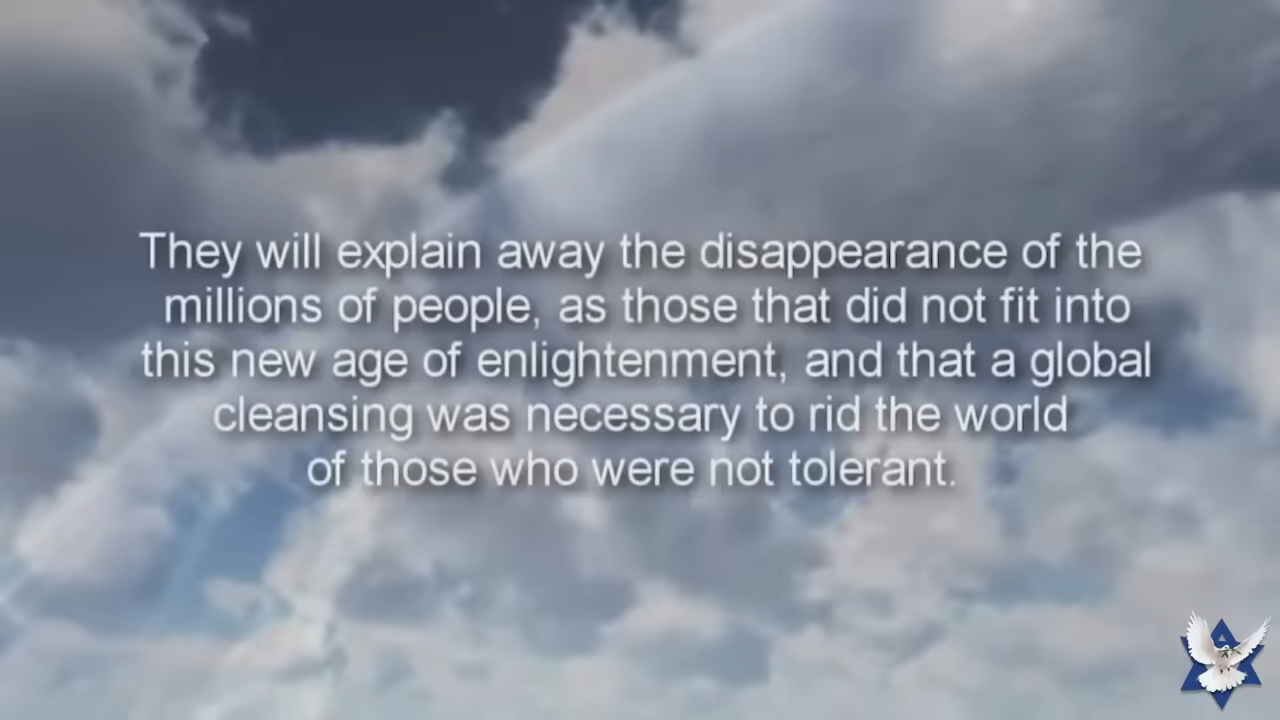 They will explain away the disappearance of the
millions of people, as those that did not fit into
this new age of enlightenment, and that a global
cleansing was necessary to rid the world
of those who were not tolerant.